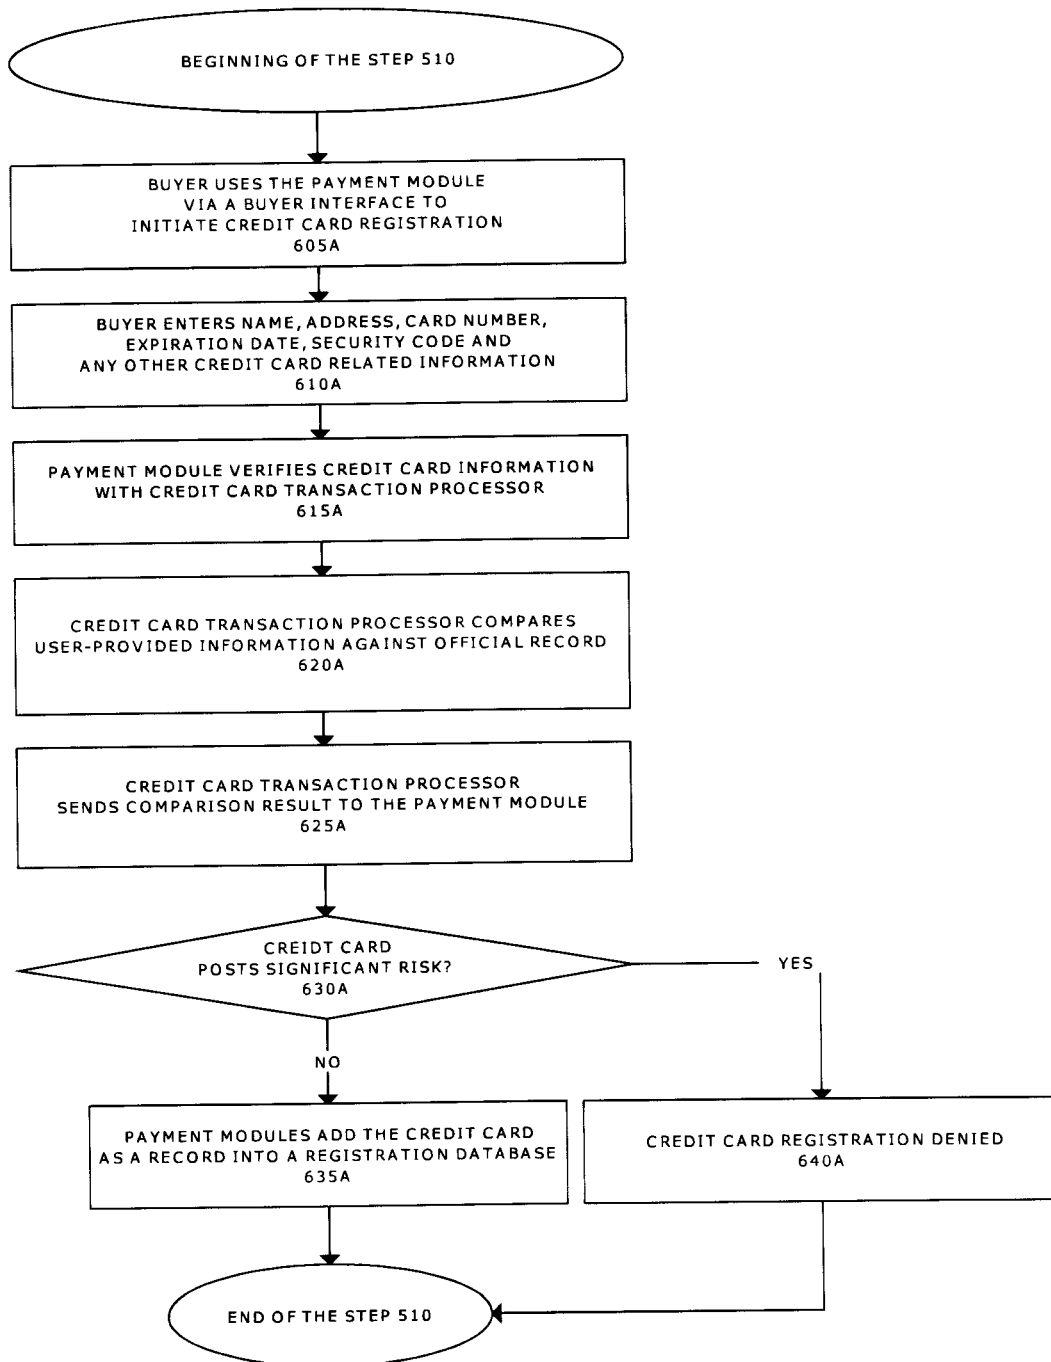 BEGINNING OF THE STEP 510
BUYER USES THE PAYMENT MODULE
VIA A BUYER INTERFACE TO
INITIATE CREDIT CARD REGISTRATION
605A
BUYER ENTERS NAME, ADDRESS, CARD NUMBER,
EXPIRATION DATE, SECURITY CODE AND
ANY OTHER CREDIT CARD RELATED INFORMATION
610A
PAYMENT MODULE VERIFIES CREDIT CARD INFORMATION
WITH CREDIT CARD TRANSACTION PROCESSOR
615A
CREDIT CARD TRANSACTION PROCESSOR COMPARES
USER-PROVIDED INFORMATION AGAINST OFFICIAL RECORD
620A
CREDIT CARD TRANSACTION PROCESSOR
SENDS COMPARISON RESULT TO THE PAYMENT MODULE
625A
CREIDT CARD
POSTS SIGNIFICANT RISK?
630A
YES
NO
PAYMENT MODULES ADD THE CREDIT CARD
AS A RECORD INTO A REGISTRATION DATABASE
635A
CREDIT CARD REGISTRATION DENIED
640A
END OF THE STEP 510